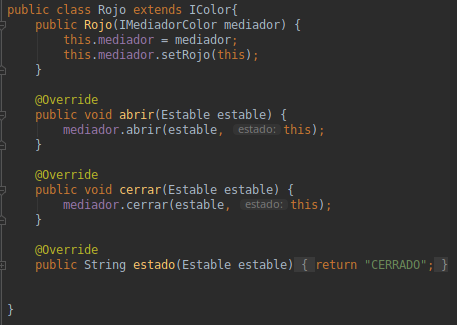 public class Rojo extends IColor{
public Rojo(IMediadorColor mediador) {
this.mediador = mediador;
this.mediador.setRojo(this);
}
@Override
public void abrir(Estable estable) {
mediador.abrir(estable, estado: this);
}
@Override
public void cerrar(Estable estable) {
mediador.cerrar(estable, estado: this);
}
@Override
public String estado(Estable estable) { return "CERRADO"; }
}